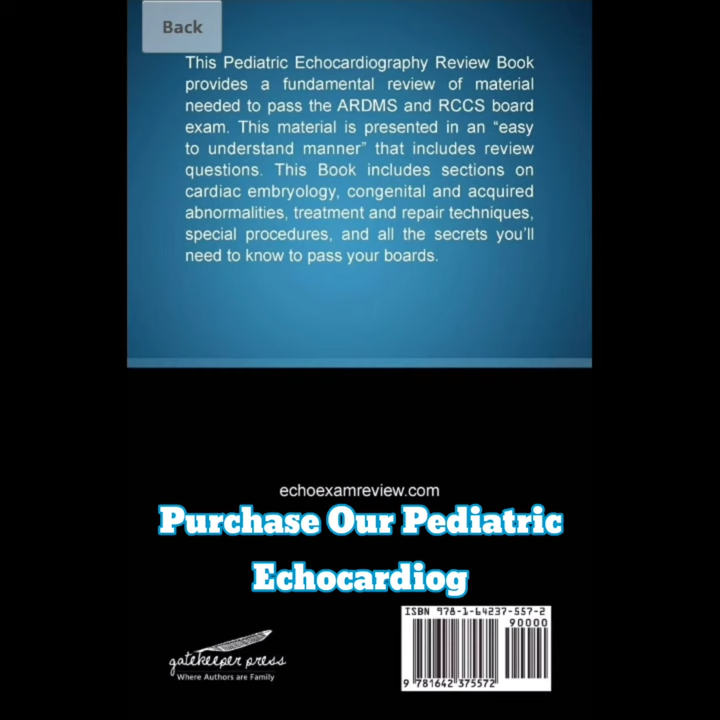 Back
This Pediatric Echocardiography Review Book
provides a fundamental review of material
needed to pass the ARDMS and RCCS board
exam. This material is presented in an “easy
to understand manner” that includes review
questions. This Book includes sections on
cardiac embryology, congenital and acquired
abnormalities, treatment and repair techniques,
special procedures, and all the secrets you’ll
need to know to pass your boards.
echoexamreview.com
Purchase Our Pediatric
Echocardiog
ISBN 978-1-64237-557-2
90000
9 781642 375572
gatekeeper press
Where Authors are Family